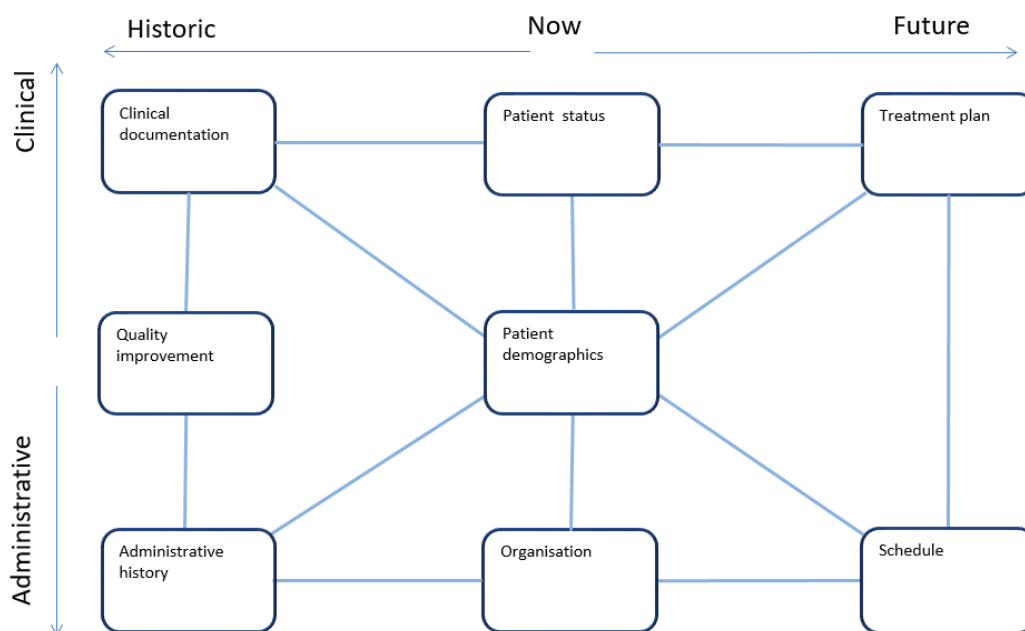 Historic
Now
Future
Clinical
Administrative
Clinical
documentation
Patient status
Treatment plan
Quality
improvement
Patient
demographics
Administrative
history
Organisation
Schedule